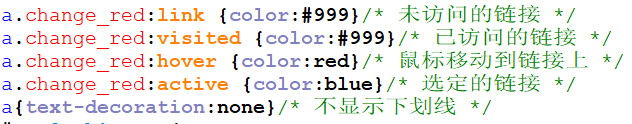 a.change_red:link {color:#999}/* 未访问的链接 */
a.change_red:visited {color:#999}/* 已访问的链接 */
a.change_red:hover {color:red}/* 鼠标移动到链接上 */
a.change_red:active {color:blue}/* 选定的链接 */
a{text-decoration:none}/* 不显示下划线 */